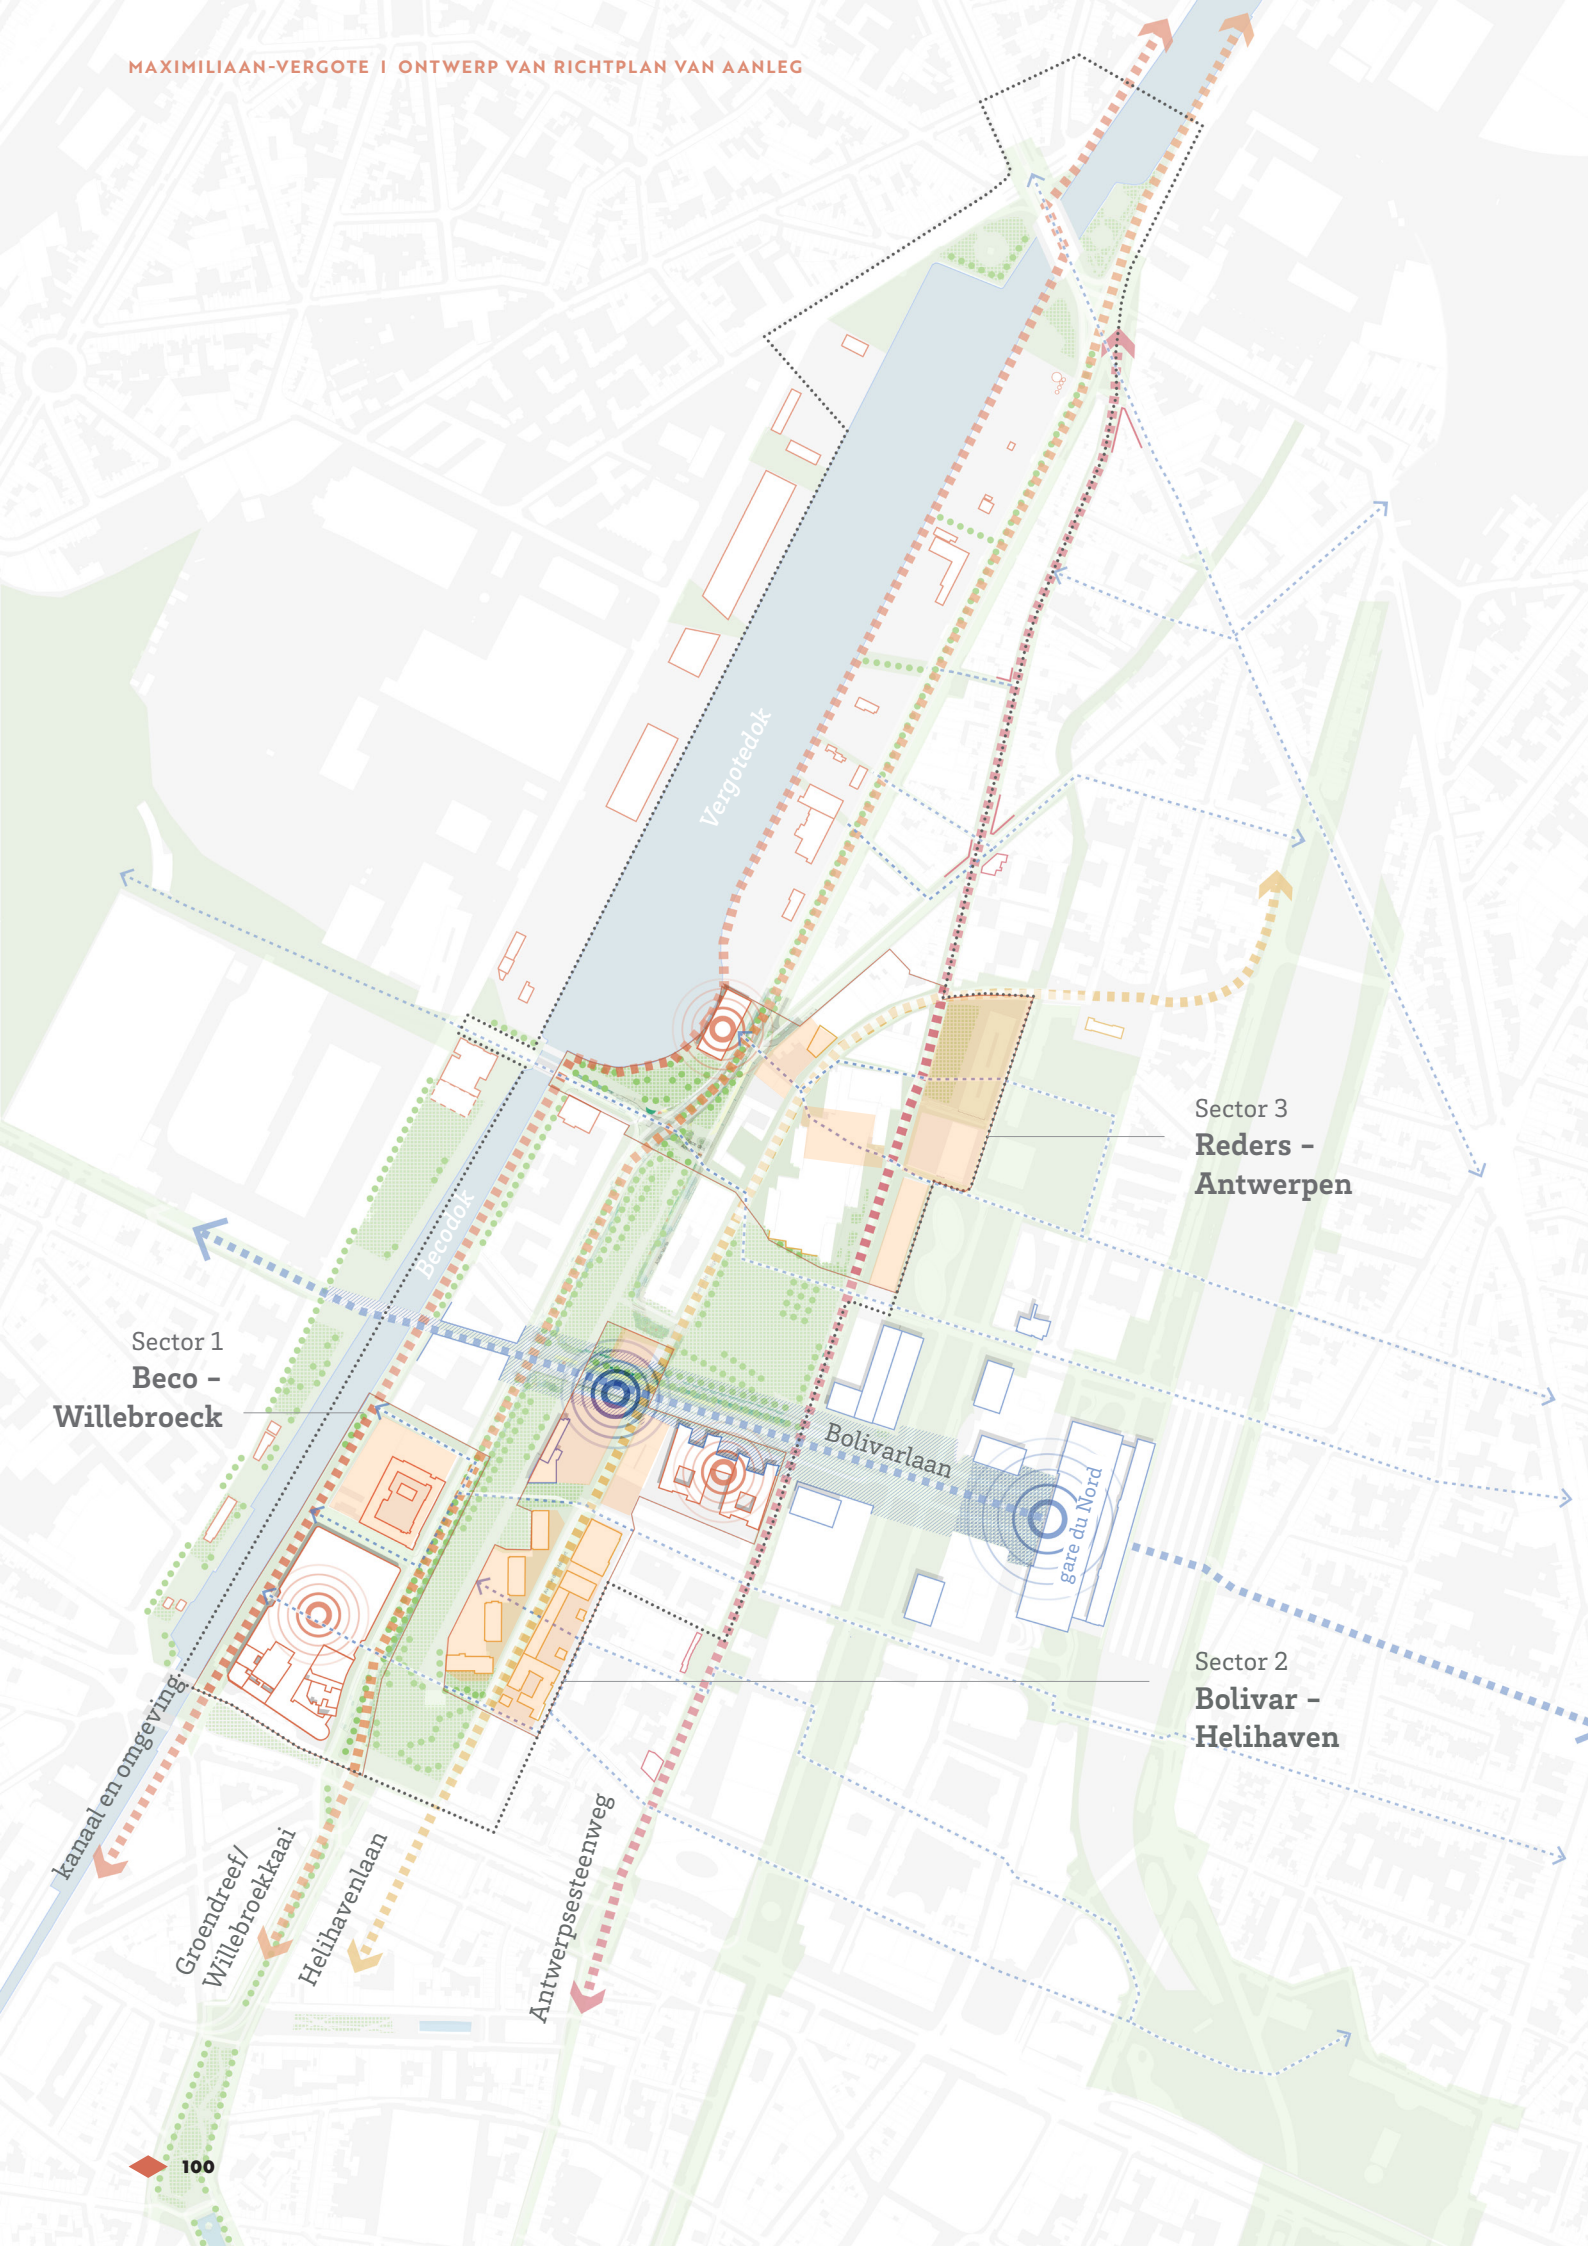 MAXIMILIAAN-VERGOTE I ONTWERP VAN RICHTPLAN VAN AANLEG
Vergotedok
Sector 3
Reders –
Antwerpen
Becodok
Sector 1
Beco –
Willebroeck
Bolivarlaan
gare du Nord
Sector 2
Bolivar –
Helihaven
kanaal en omgeving
Groendreef/
Willebroekkaai
Helihavenlaan
Antwerpsesteenweg
100